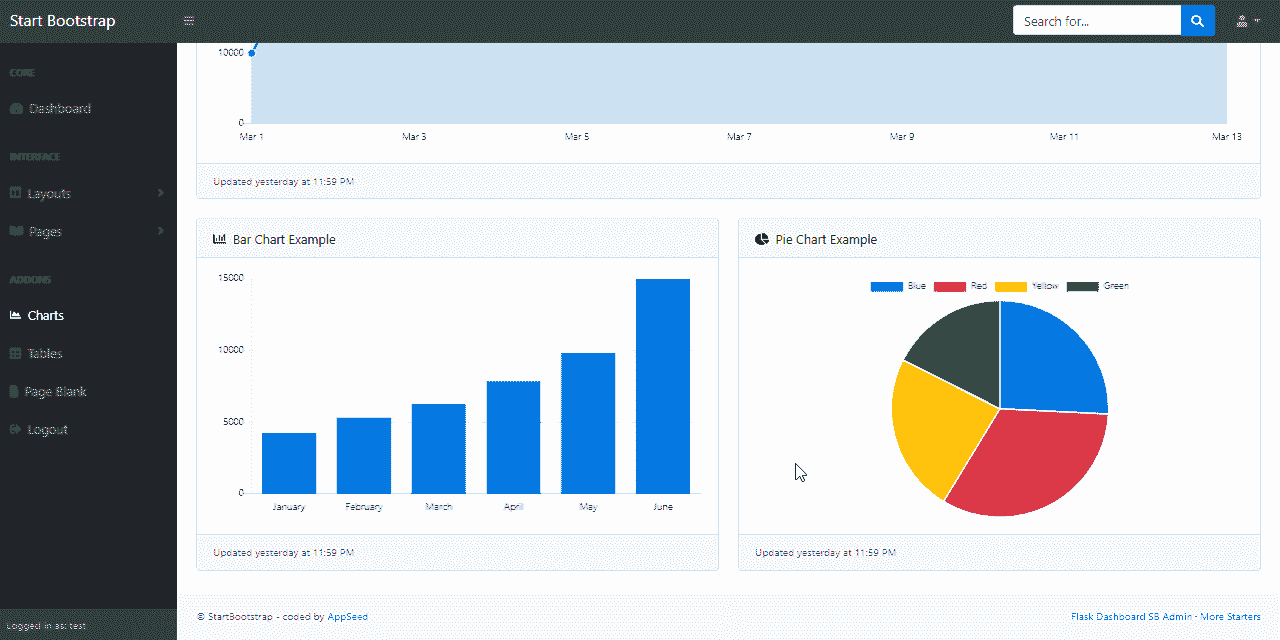 Start Bootstrap
Search for...
CORE
Dashboard
INTERFACE
Layouts
Pages
ADDONS
Charts
Tables
Page Blank
Logout
Logged in as: test
10000
0
Mar 1 Mar 3 Mar 5 Mar 7 Mar 9 Mar 11 Mar 13
Updated yesterday at 11:59 PM
Bar Chart Example
15000
10000
5000
0
January February March April May June
Updated yesterday at 11:59 PM
Pie Chart Example
Blue Red Yellow Green
Updated yesterday at 11:59 PM
© StartBootstrap - coded by AppSeed
Flask Dashboard SB Admin · More Starters